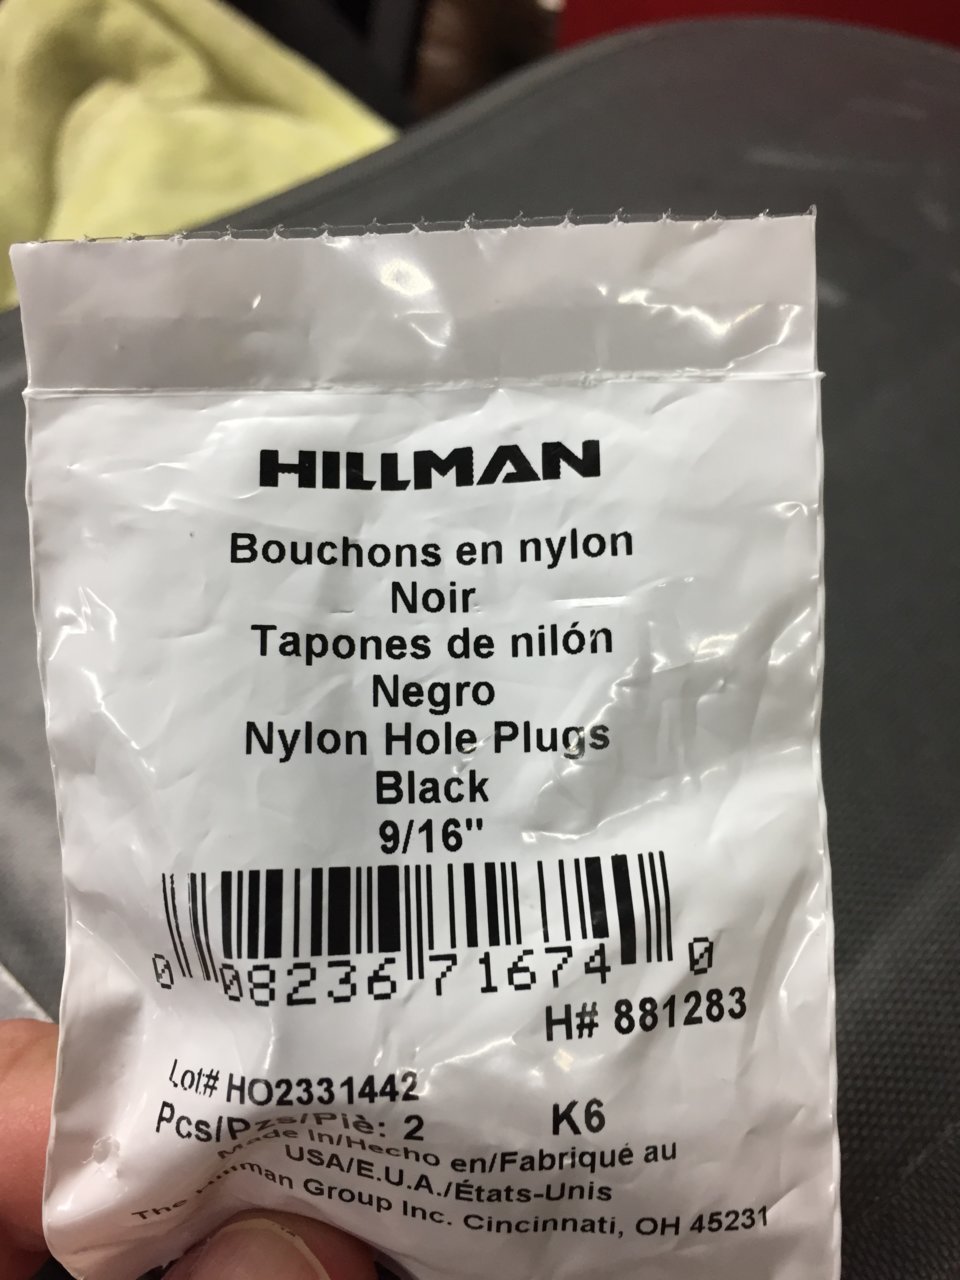 HILLMAN
Bouchons en nylon
Noir
Tapones de nilón
Negro
Nylon Hole Plugs
Black
9/16"
0 08236 71674 0
H# 881283
Lot# HO2331442
Pcs/Pzs/Piè: 2 K6
Made In/Hecho en/Fabriqué au
USA/E.U.A./États-Unis
The Hillman Group Inc. Cincinnati, OH 45231